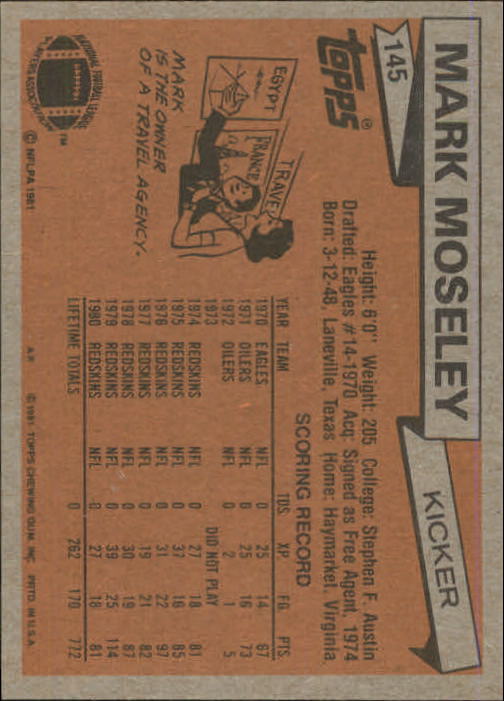 145
MARK MOSELEY
KICKER
topps®
Height: 6'0" Weight: 205 College: Stephen F. Austin
Drafted: Eagles #14-1970 Acq: Signed as Free Agent, 1974
Born: 3-12-48, Laneville, Texas Home: Haymarket, Virginia
EGYPT
FRANCE
TRAVEL
MARK
IS THE OWNER
OF A TRAVEL AGENCY.
SCORING RECORD
YEAR TEAM TDS. XP FG PTS
1970 EAGLES NFL 0 25 14 67
1971 OILERS NFL 0 25 16 73
1972 OILERS NFL 0 2 1 5
1973 DID NOT PLAY
1974 REDSKINS NFL 0 27 18 81
1975 REDSKINS NFL 0 37 16 85
1976 REDSKINS NFL 0 31 22 97
1977 REDSKINS NFL 0 19 21 82
1978 REDSKINS NFL 0 30 19 87
1979 REDSKINS NFL 0 39 25 114
1980 REDSKINS NFL 0 27 18 81
LIFETIME TOTALS 0 262 170 772
NATIONAL FOOTBALL LEAGUE
PLAYERS ASSOCIATION
TM
© NFLPA 1981
A.P. © 1981 TOPPS CHEWING GUM, INC. PRTD. IN U.S.A.